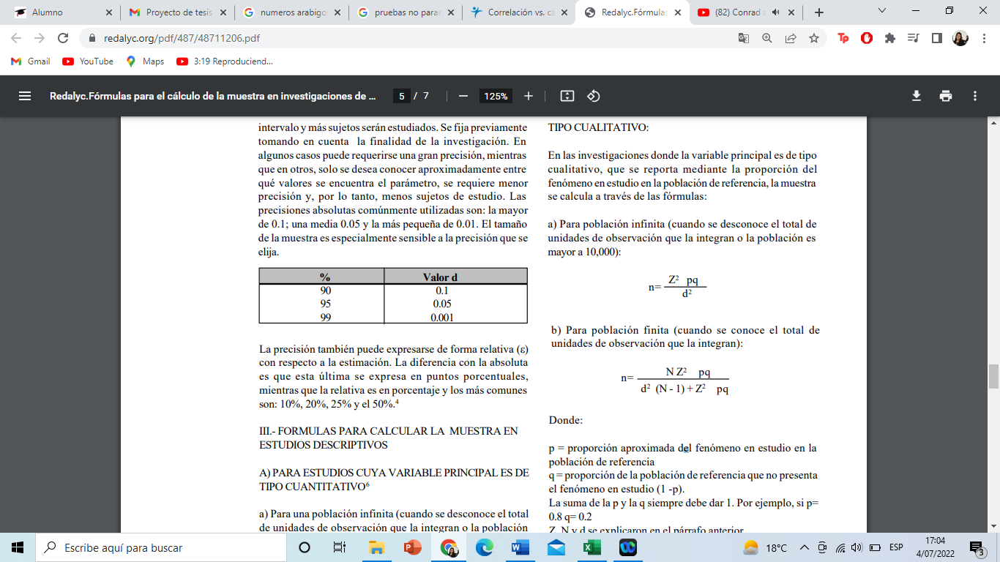 Alumno
Proyecto de tesis
numeros arabigo
pruebas no parar
Correlación vs. ca
Redalyc.Fórmulas
(82) Conrad
redalyc.org/pdf/487/48711206.pdf
Tp
Gmail
YouTube
Maps
3:19 Reproduciend...
Redalyc.Fórmulas para el cálculo de la muestra en investigaciones de ...
5 / 7
125%
intervalo y más sujetos serán estudiados. Se fija previamente
tomando en cuenta la finalidad de la investigación. En
algunos casos puede requerirse una gran precisión, mientras
que en otros, solo se desea conocer aproximadamente entre
qué valores se encuentra el parámetro, se requiere menor
precisión y, por lo tanto, menos sujetos de estudio. Las
precisiones absolutas comúnmente utilizadas son: la mayor
de 0.1; una media 0.05 y la más pequeña de 0.01. El tamaño
de la muestra es especialmente sensible a la precisión que se
elija.
% Valor d
90 0.1
95 0.05
99 0.001
La precisión también puede expresarse de forma relativa (ε)
con respecto a la estimación. La diferencia con la absoluta
es que esta última se expresa en puntos porcentuales,
mientras que la relativa es en porcentaje y los más comunes
son: 10%, 20%, 25% y el 50%.⁴
III.- FORMULAS PARA CALCULAR LA MUESTRA EN
ESTUDIOS DESCRIPTIVOS
A) PARA ESTUDIOS CUYA VARIABLE PRINCIPAL ES DE
TIPO CUANTITATIVO⁶
a) Para una población infinita (cuando se desconoce el total
de unidades de observación que la integran o la población
TIPO CUALITATIVO:
En las investigaciones donde la variable principal es de tipo
cualitativo, que se reporta mediante la proporción del
fenómeno en estudio en la población de referencia, la muestra
se calcula a través de las fórmulas:
a) Para población infinita (cuando se desconoce el total de
unidades de observación que la integran o la población es
mayor a 10,000):
Z² pq
n=
d²
b) Para población finita (cuando se conoce el total de
unidades de observación que la integran):
N Z² pq
n=
d² (N - 1) + Z² pq
Donde:
p = proporción aproximada del fenómeno en estudio en la
población de referencia
q = proporción de la población de referencia que no presenta
el fenómeno en estudio (1 -p).
La suma de la p y la q siempre debe dar 1. Por ejemplo, si p=
0.8 q= 0.2
Z, N y d se explicaron en el párrafo anterior
Escribe aquí para buscar
18°C
ESP
17:04
4/07/2022
3